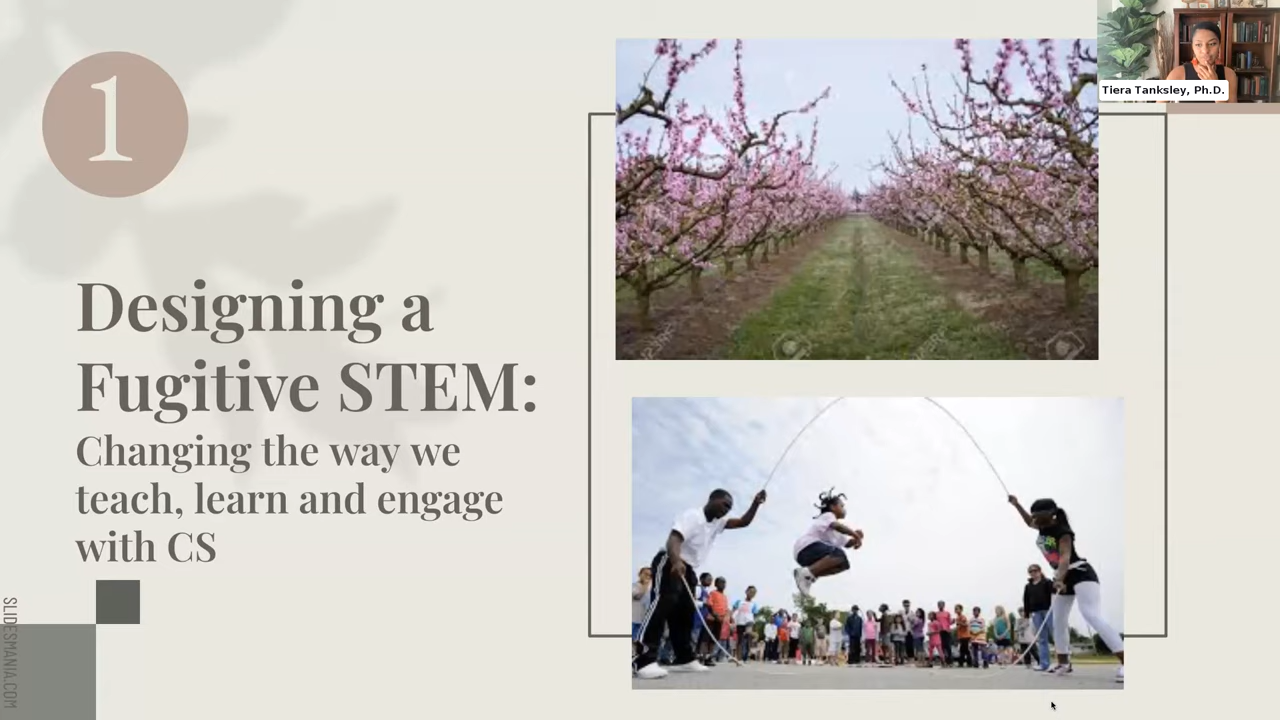 1
Tiera Tanksley, Ph.D.
Designing a
Fugitive STEM:
Changing the way we
teach, learn and engage
with CS
SLIDESMANIA.COM